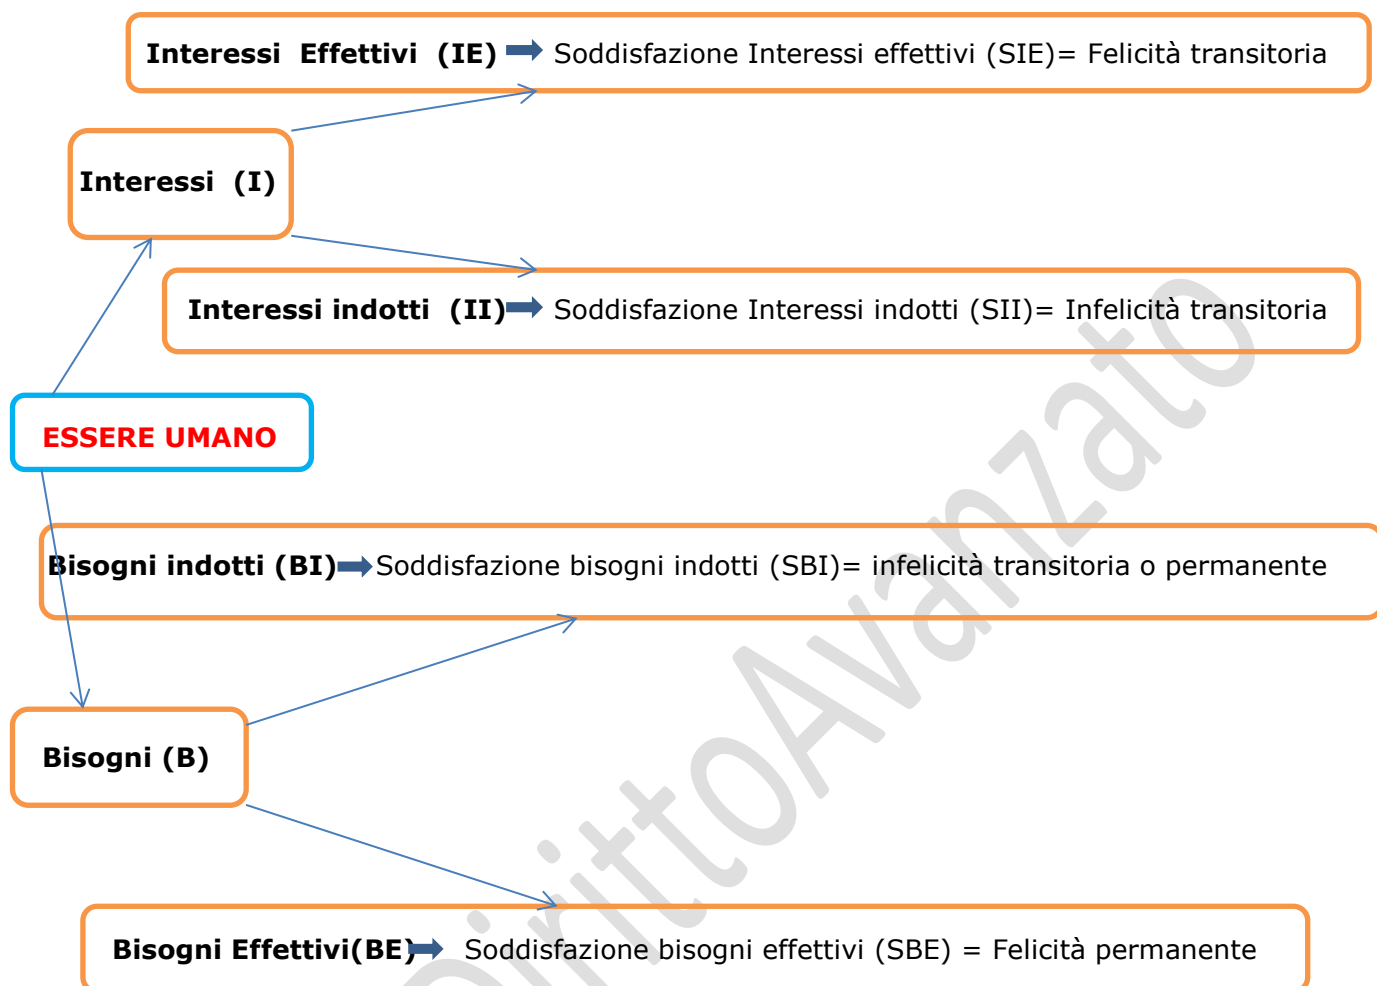 Interessi Effettivi (IE) Soddisfazione Interessi effettivi (SIE)= Felicità transitoria
Interessi (I)
Interessi indotti (II) Soddisfazione Interessi indotti (SII)= Infelicità transitoria
ESSERE UMANO
Bisogni indotti (BI) Soddisfazione bisogni indotti (SBI)= infelicità transitoria o permanente
Bisogni (B)
Bisogni Effettivi(BE) Soddisfazione bisogni effettivi (SBE) = Felicità permanente
DirittoAvanzato